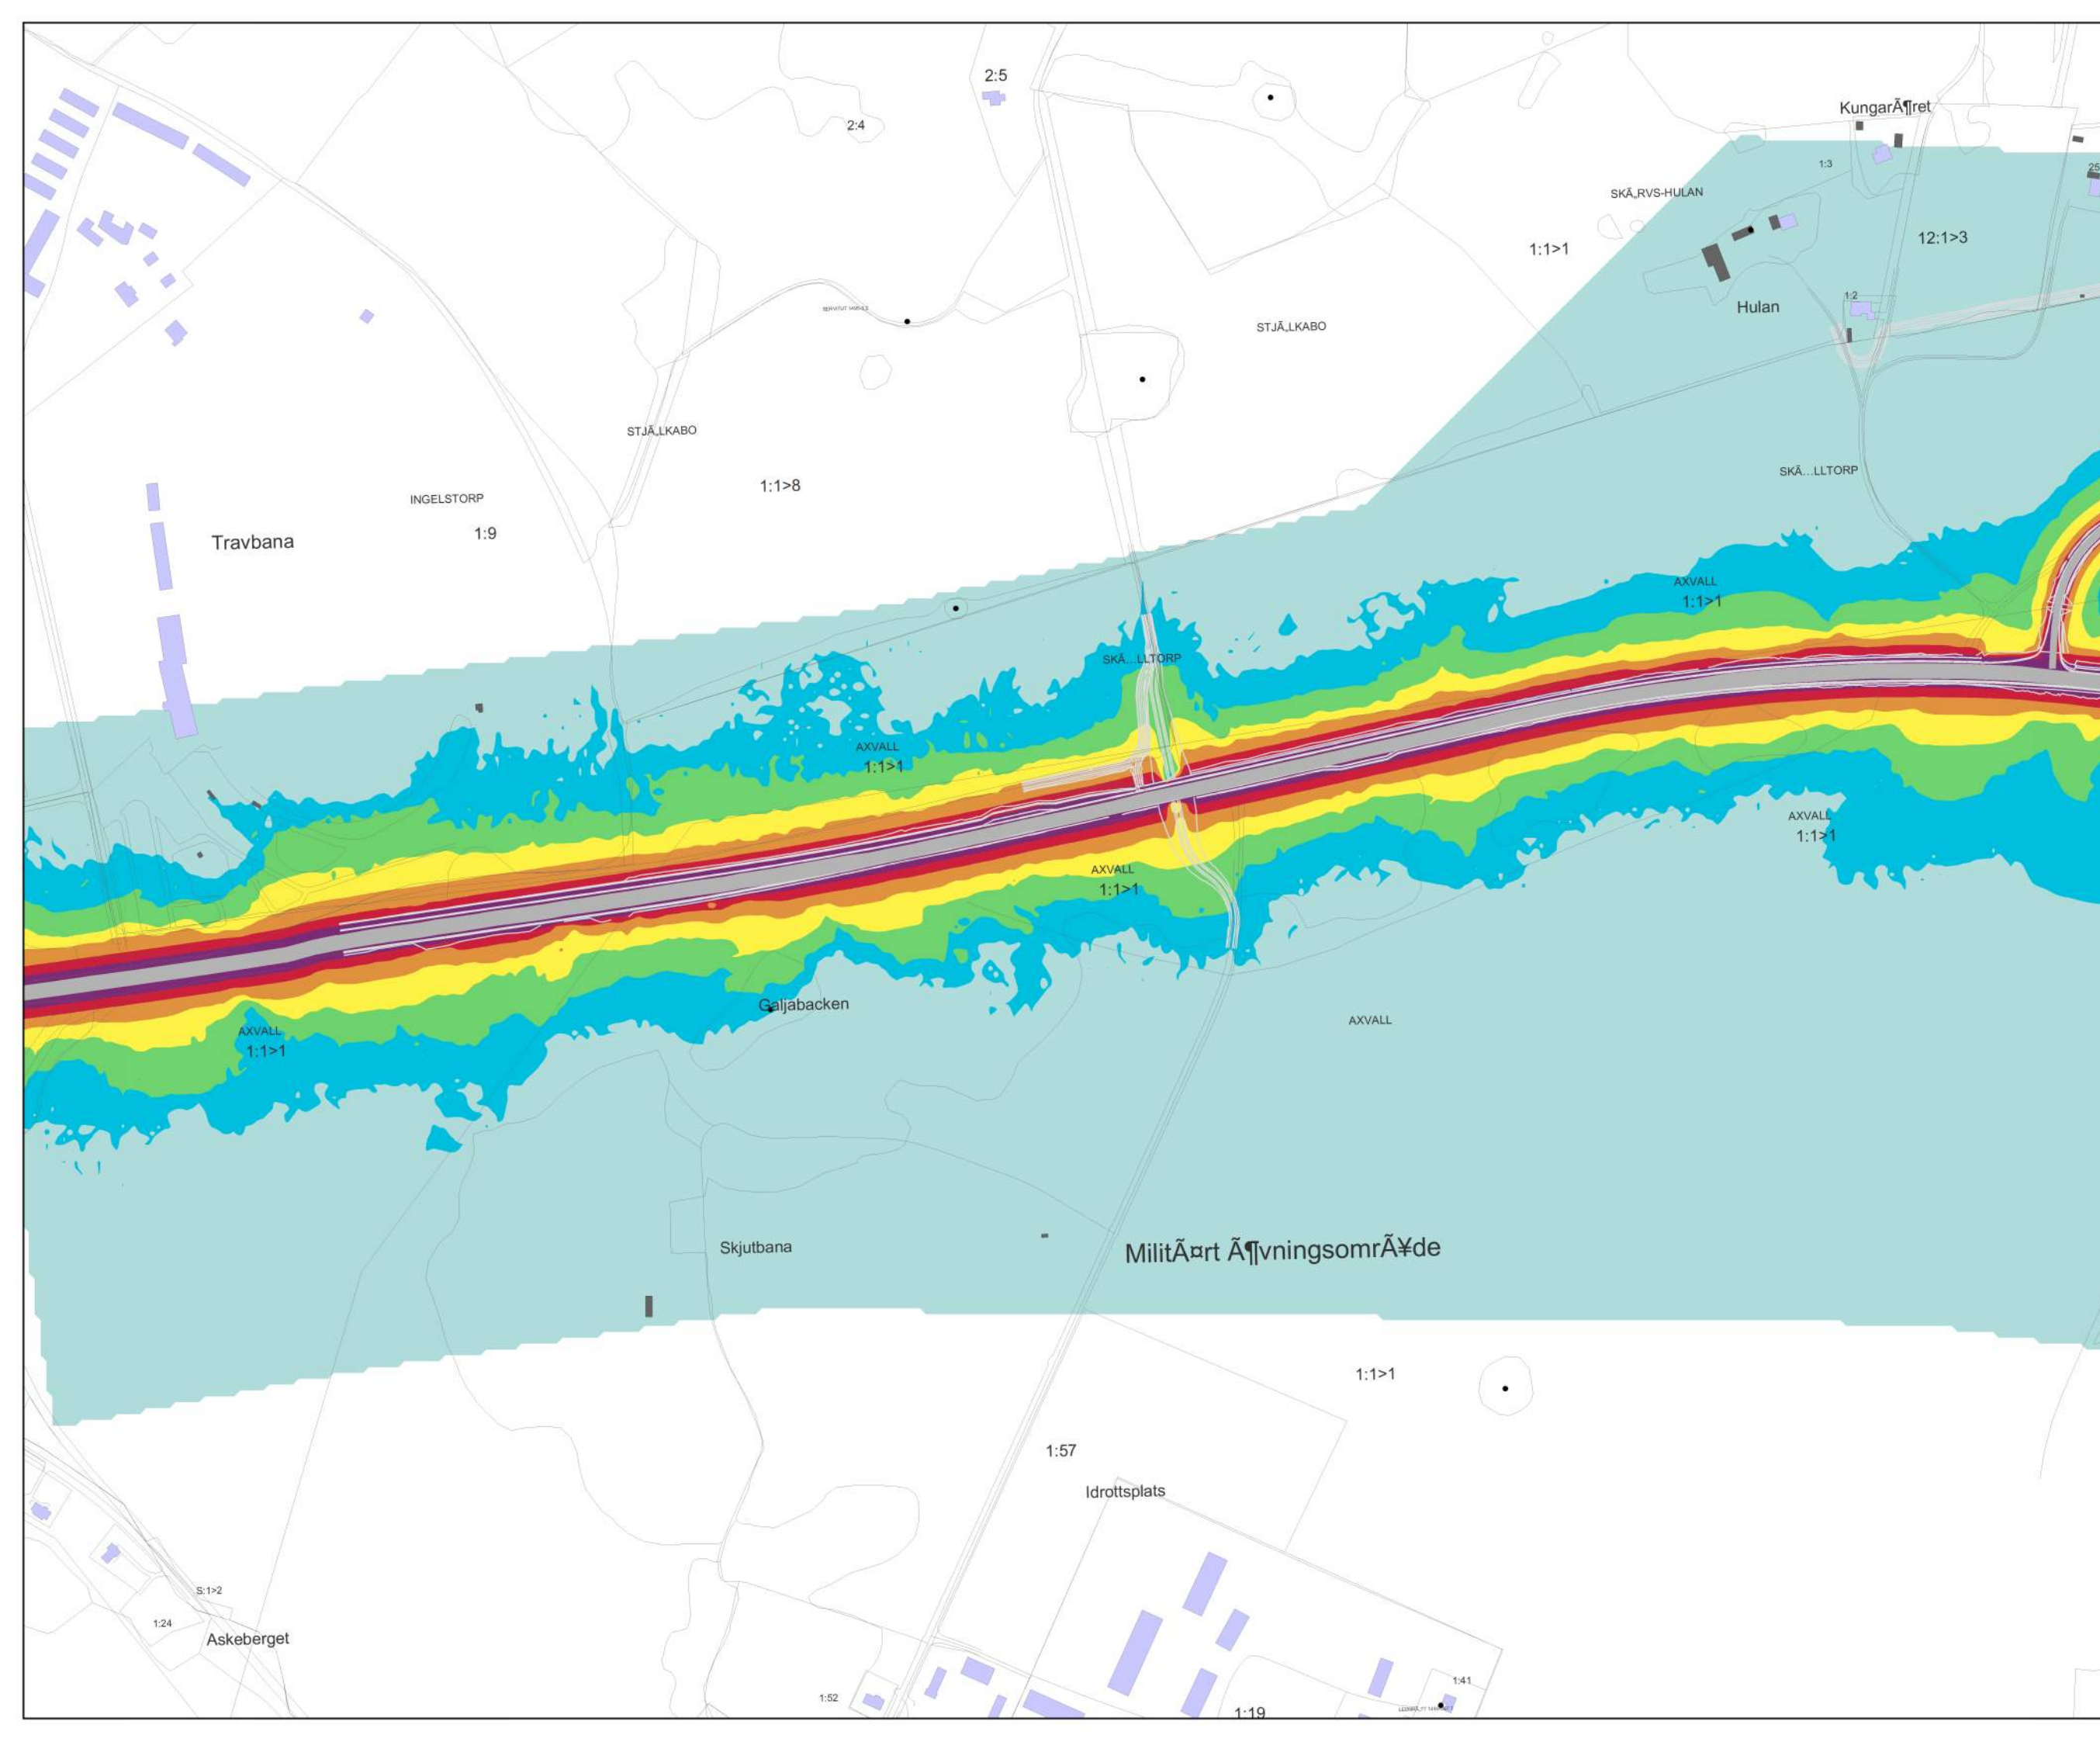 2:5
2:4
KungarÃ¶ret
1:3
25
SKÃ„RVS-HULAN
1:1>1
12:1>3
1:2
Hulan
STJÃ„LKABO
STJÃ„LKABO
SKÃ…LLTORP
1:1>8
INGELSTORP
1:9
Travbana
AXVALL
1:1>1
SKÃ…LLTORP
AXVALL
1:1>1
AXVALL
1:1>1
AXVALL
1:1>1
Galjabacken
AXVALL
AXVALL
1:1>1
Skjutbana
MilitÃ¤rt Ã¶vningsomrÃ¥de
1:1>1
1:57
Idrottsplats
S:1>2
1:24
Askeberget
1:52
1:41
1:19